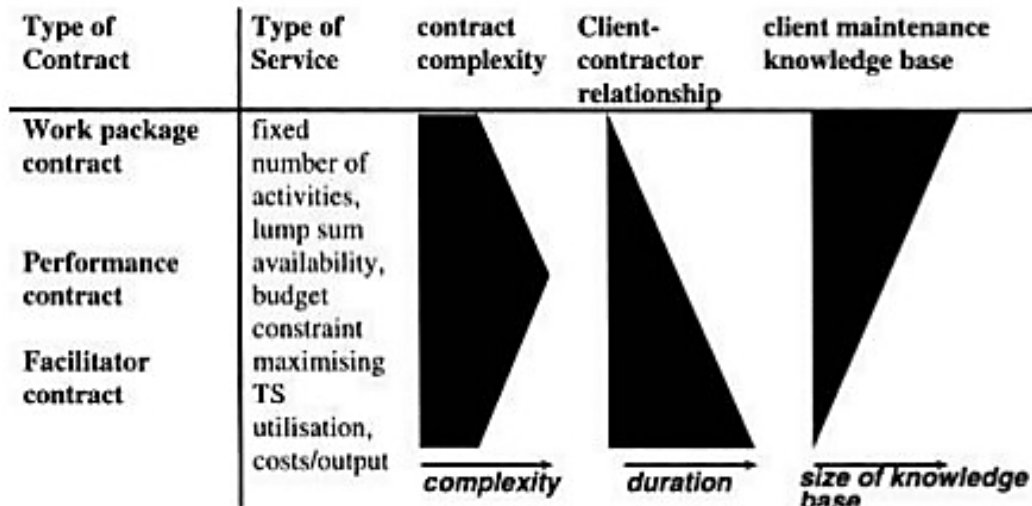 Type of Contract
Type of Service
contract complexity
Client-contractor relationship
client maintenance knowledge base
Work package contract
fixed number of activities, lump sum
Performance contract
availability, budget constraint
Facilitator contract
maximising TS utilisation, costs/output
complexity
duration
size of knowledge base